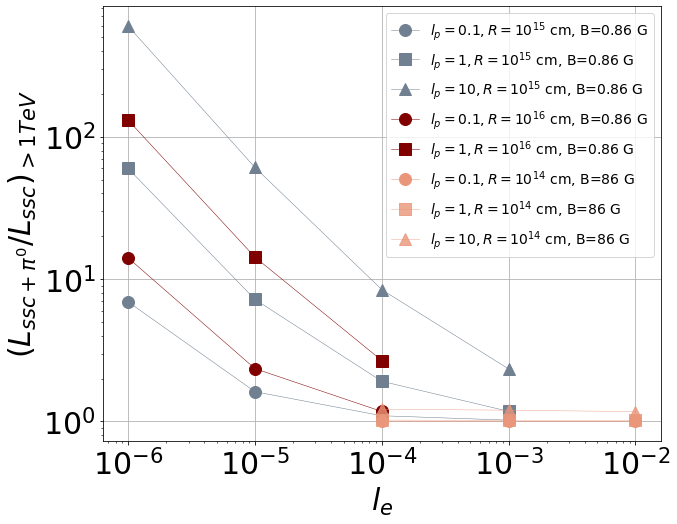 $l_p = 0.1, R = 10^{15}$ cm, B=0.86 G
$l_p = 1, R = 10^{15}$ cm, B=0.86 G
$l_p = 10, R = 10^{15}$ cm, B=0.86 G
$l_p = 0.1, R = 10^{16}$ cm, B=0.86 G
$l_p = 1, R = 10^{16}$ cm, B=0.86 G
$l_p = 0.1, R = 10^{14}$ cm, B=86 G
$l_p = 1, R = 10^{14}$ cm, B=86 G
$l_p = 10, R = 10^{14}$ cm, B=86 G
$(L_{ssc+\pi^0}/L_{ssc})_{>1TeV}$
$10^2$
$10^1$
$10^0$
$10^{-6}$ $10^{-5}$ $10^{-4}$ $10^{-3}$ $10^{-2}$
$l_e$